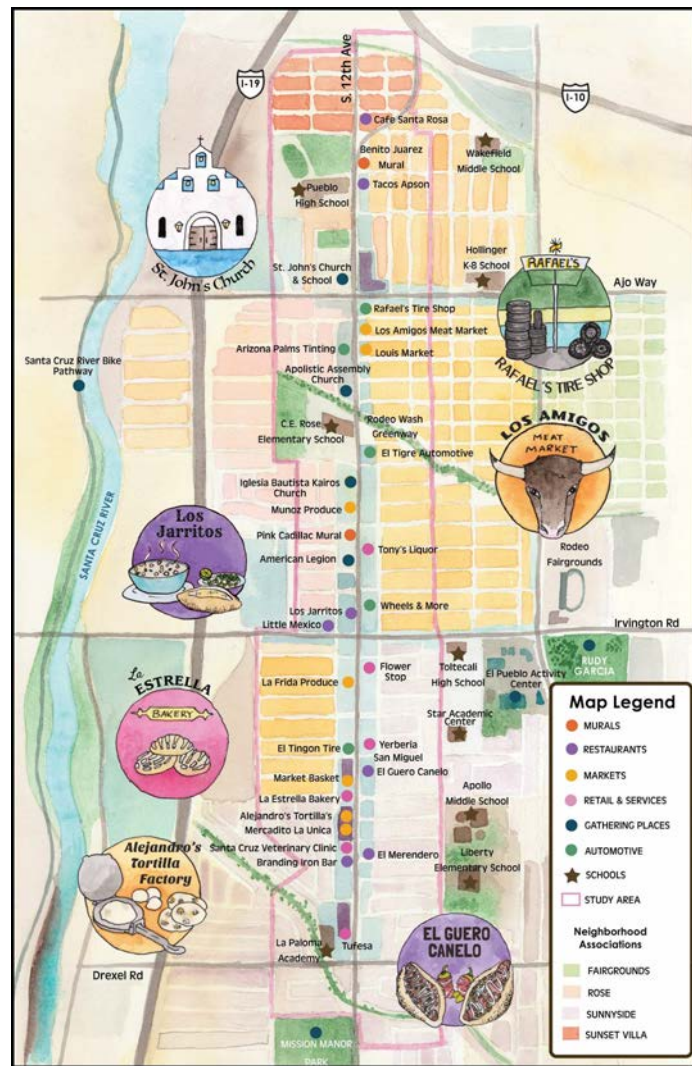 I-19
S. 12th Ave
I-10
Cafe Santa Rosa
Benito Juarez
Mural
Wakefield
Middle School
Pueblo
High School
Tacos Apson
St. John's Church
St. John's Church
& School
Hollinger
K-8 School
RAFAEL'S
RAFAEL'S TIRE SHOP
Ajo Way
Rafael's Tire Shop
Los Amigos Meat Market
Arizona Palms Tinting
Louis Market
Santa Cruz River Bike
Pathway
Apolistic Assembly
Church
C.E. Rose
Elementary School
Rodeo Wash
Greenway
LOS AMIGOS
MEAT
MARKET
El Tigre Automotive
Iglesia Bautista Kairos
Church
Munoz Produce
SANTA CRUZ RIVER
Los
Jarritos
Pink Cadillac Mural
Tony's Liquor
American Legion
Rodeo
Fairgrounds
Los Jarritos
Wheels & More
Little Mexico
Irvington Rd
La
ESTRELLA
BAKERY
Flower
Stop
Toltecali
High School
El Pueblo Activity
Center
RUDY
GARCIA
La Frida Produce
Star Academic
Center
El Tingon Tire
Yerberia
San Miguel
Market Basket
El Guero Canelo
La Estrella Bakery
Apollo
Middle School
Alejandro's Tortilla's
Mercadito La Unica
Alejandro's
Tortilla
Factory
Santa Cruz Veterinary Clinic
Branding Iron Bar
El Merendero
Liberty
Elementary School
La Paloma
Academy
Tufesa
EL GUERO
CANELO
Drexel Rd
MISSION MANOR
PARK
Map Legend
MURALS
RESTAURANTS
MARKETS
RETAIL & SERVICES
GATHERING PLACES
AUTOMOTIVE
SCHOOLS
STUDY AREA
Neighborhood
Associations
FAIRGROUNDS
ROSE
SUNNYSIDE
SUNSET VILLA